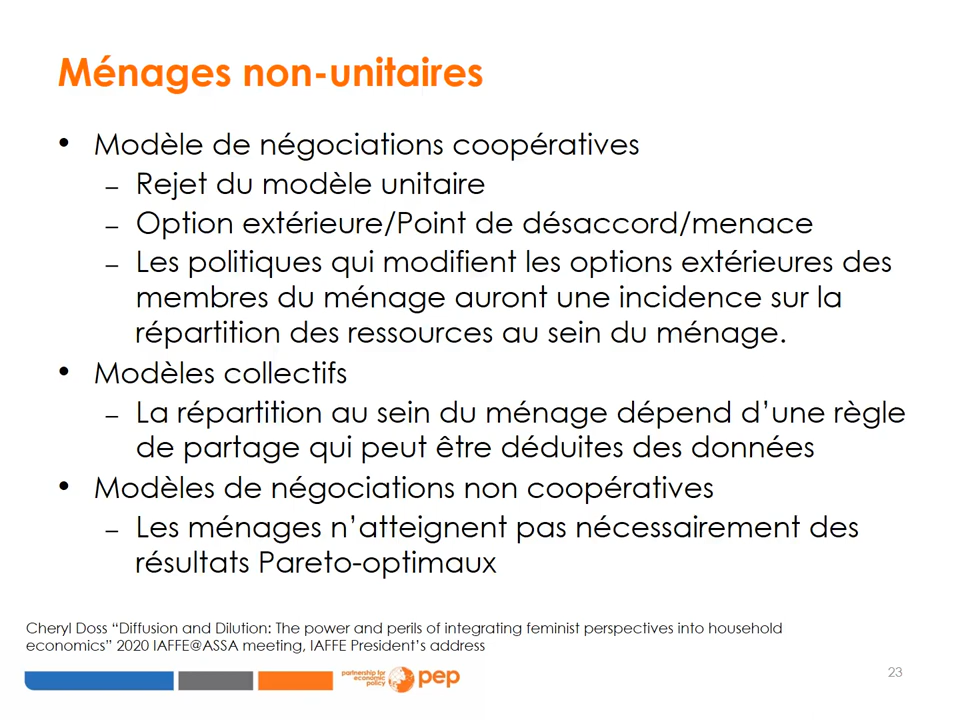 Ménages non-unitaires
• Modèle de négociations coopératives
– Rejet du modèle unitaire
– Option extérieure/Point de désaccord/menace
– Les politiques qui modifient les options extérieures des
membres du ménage auront une incidence sur la
répartition des ressources au sein du ménage.
• Modèles collectifs
– La répartition au sein du ménage dépend d’une règle
de partage qui peut être déduites des données
• Modèles de négociations non coopératives
– Les ménages n’atteignent pas nécessairement des
résultats Pareto-optimaux
Cheryl Doss “Diffusion and Dilution: The power and perils of integrating feminist perspectives into household
economics” 2020 IAFFE@ASSA meeting, IAFFE President’s address
partnership for
economic
policy
pep
23